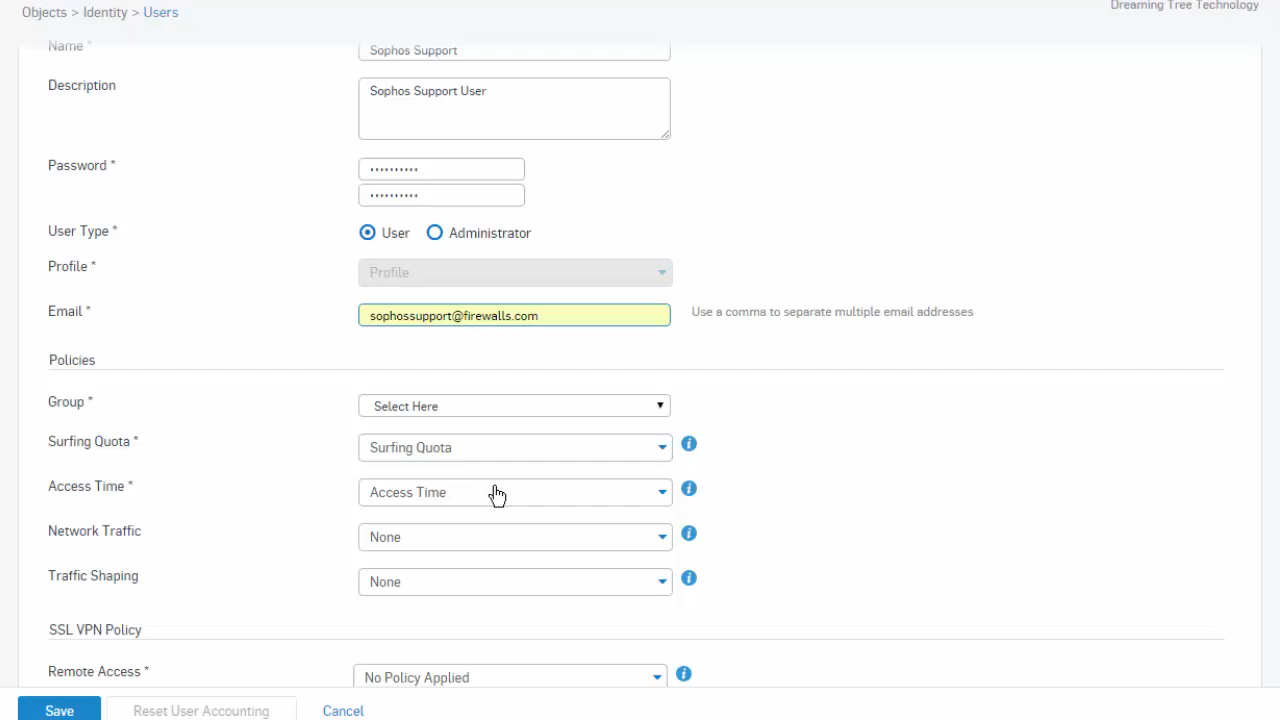 Objects > Identity > Users
Dreaming Tree Technology
Name *
Sophos Support
Description
Sophos Support User
Password *
••••••••••
••••••••••
User Type *
User
Administrator
Profile *
Profile
Email *
sophossupport@firewalls.com
Use a comma to separate multiple email addresses
Policies
Group *
Select Here
Surfing Quota *
Surfing Quota
Access Time *
Access Time
Network Traffic
None
Traffic Shaping
None
SSL VPN Policy
Remote Access *
No Policy Applied
Save
Reset User Accounting
Cancel